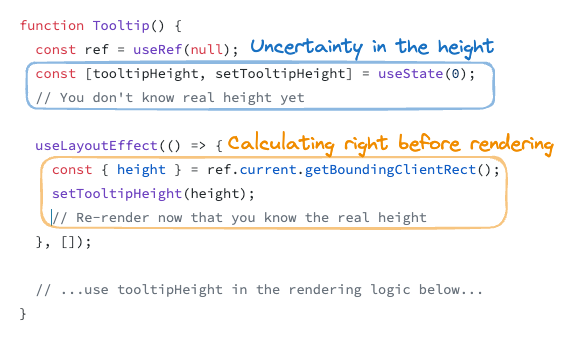 function Tooltip() {
const ref = useRef(null); Uncertainty in the height
const [tooltipHeight, setTooltipHeight] = useState(0);
// You don't know real height yet
useLayoutEffect(() => { Calculating right before rendering
const { height } = ref.current.getBoundingClientRect();
setTooltipHeight(height);
// Re-render now that you know the real height
}, []);
// ...use tooltipHeight in the rendering logic below...
}